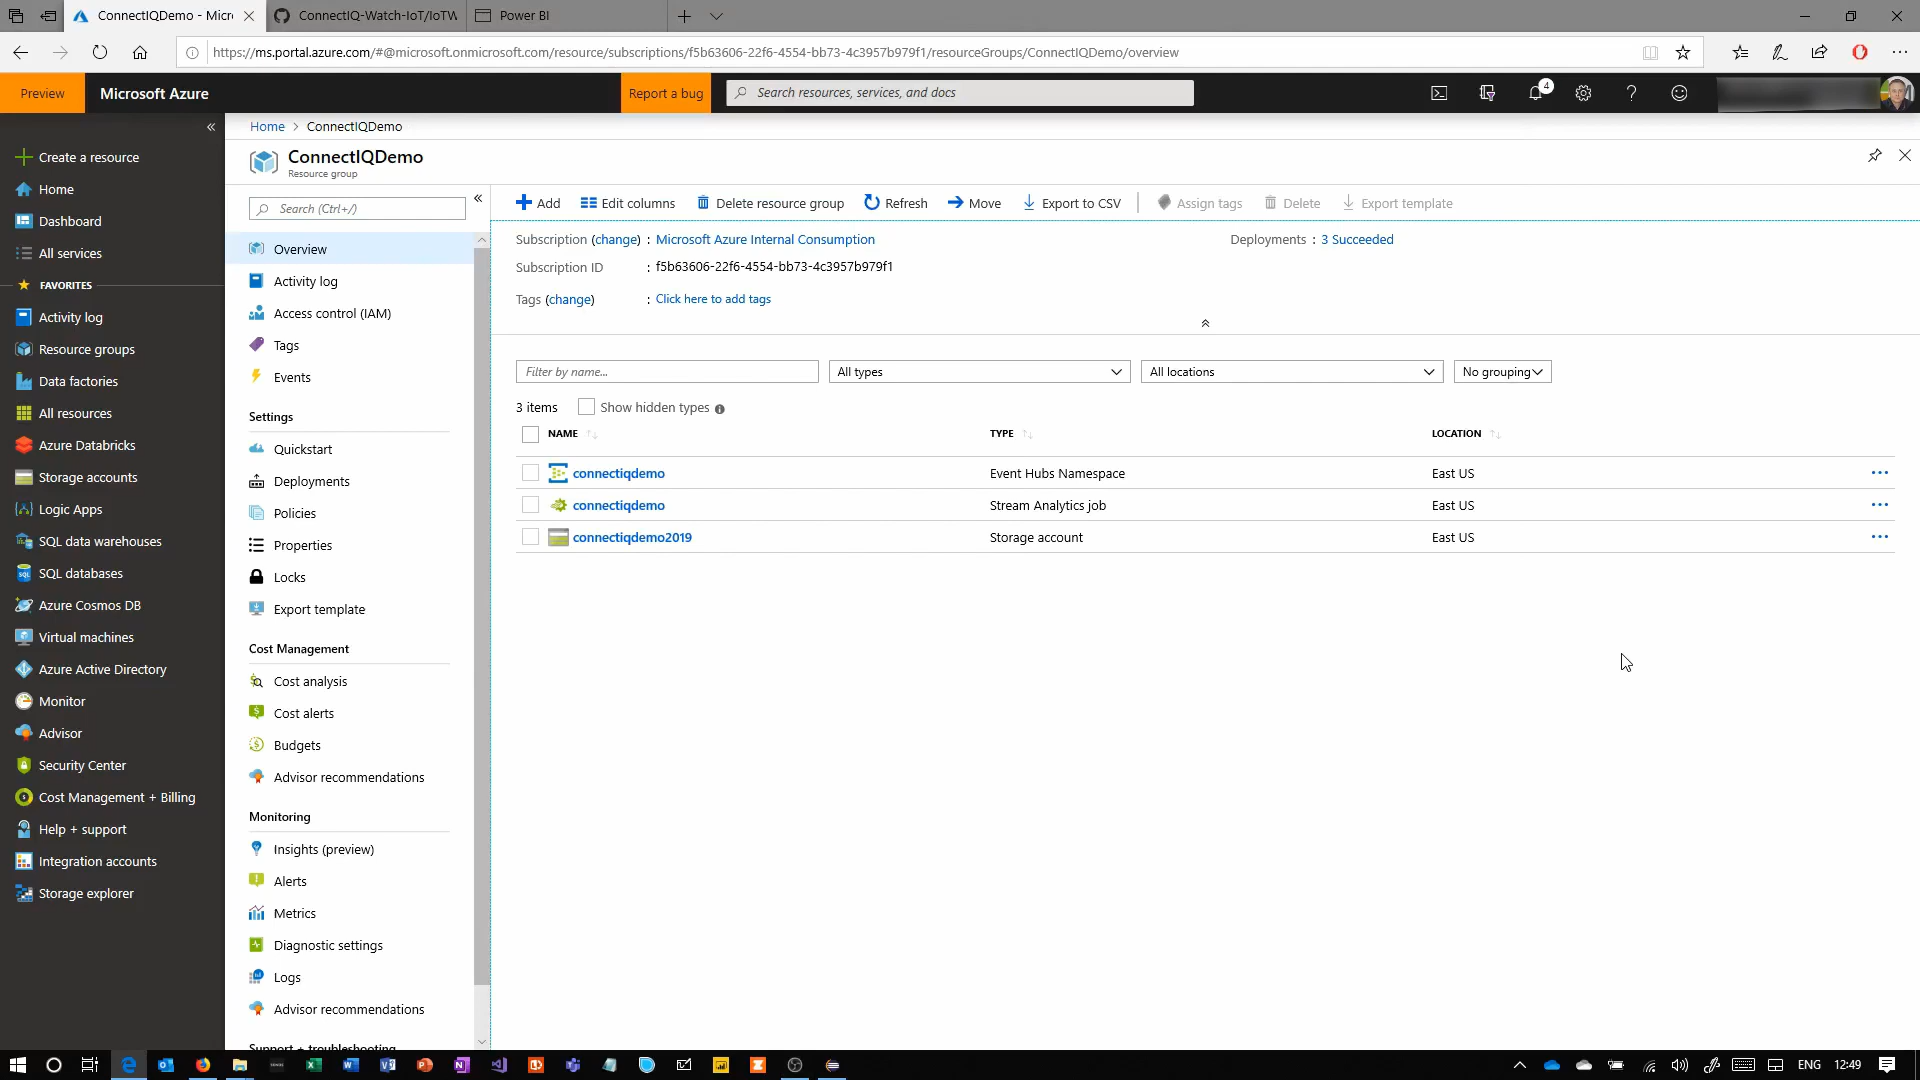 ConnectIQDemo - Micr
ConnectIQ-Watch-IoT/IoTW
Power BI
https://ms.portal.azure.com/#@microsoft.onmicrosoft.com/resource/subscriptions/f5b63606-22f6-4554-bb73-4c3957b979f1/resourceGroups/ConnectIQDemo/overview
Preview
Microsoft Azure
Report a bug
Search resources, services, and docs
4
Create a resource
Home
Dashboard
All services
FAVORITES
Activity log
Resource groups
Data factories
All resources
Azure Databricks
Storage accounts
Logic Apps
SQL data warehouses
SQL databases
Azure Cosmos DB
Virtual machines
Azure Active Directory
Monitor
Advisor
Security Center
Cost Management + Billing
Help + support
Integration accounts
Storage explorer
Home > ConnectIQDemo
ConnectIQDemo
Resource group
Search (Ctrl+/)
Overview
Activity log
Access control (IAM)
Tags
Events
Settings
Quickstart
Deployments
Policies
Properties
Locks
Export template
Cost Management
Cost analysis
Cost alerts
Budgets
Advisor recommendations
Monitoring
Insights (preview)
Alerts
Metrics
Diagnostic settings
Logs
Advisor recommendations
Support + troubleshooting
Add Edit columns Delete resource group Refresh Move Export to CSV Assign tags Delete Export template
Subscription (change) : Microsoft Azure Internal Consumption
Deployments : 3 Succeeded
Subscription ID : f5b63606-22f6-4554-bb73-4c3957b979f1
Tags (change) : Click here to add tags
Filter by name... All types All locations No grouping
3 items Show hidden types
NAME TYPE LOCATION
connectiqdemo Event Hubs Namespace East US
connectiqdemo Stream Analytics job East US
connectiqdemo2019 Storage account East US
ENG 12:49